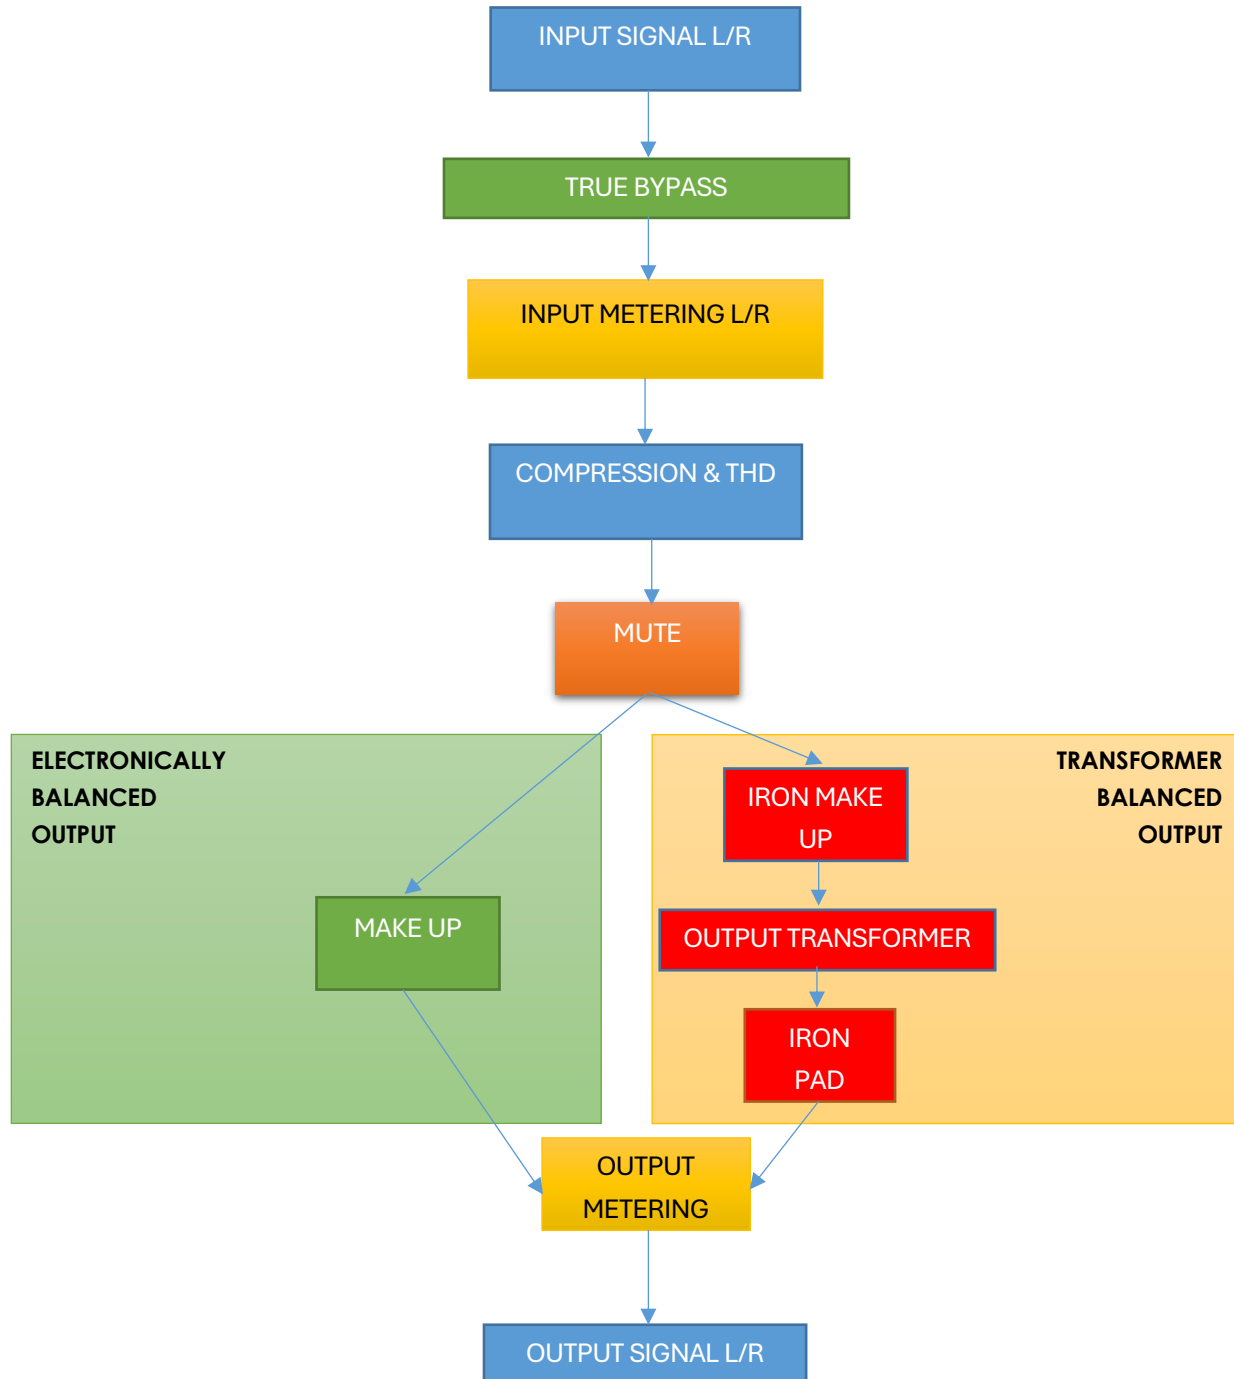 INPUT SIGNAL L/R
TRUE BYPASS
INPUT METERING L/R
COMPRESSION & THD
MUTE
ELECTRONICALLY
BALANCED
OUTPUT
MAKE UP
TRANSFORMER
BALANCED
OUTPUT
IRON MAKE
UP
OUTPUT TRANSFORMER
IRON
PAD
OUTPUT
METERING
OUTPUT SIGNAL L/R